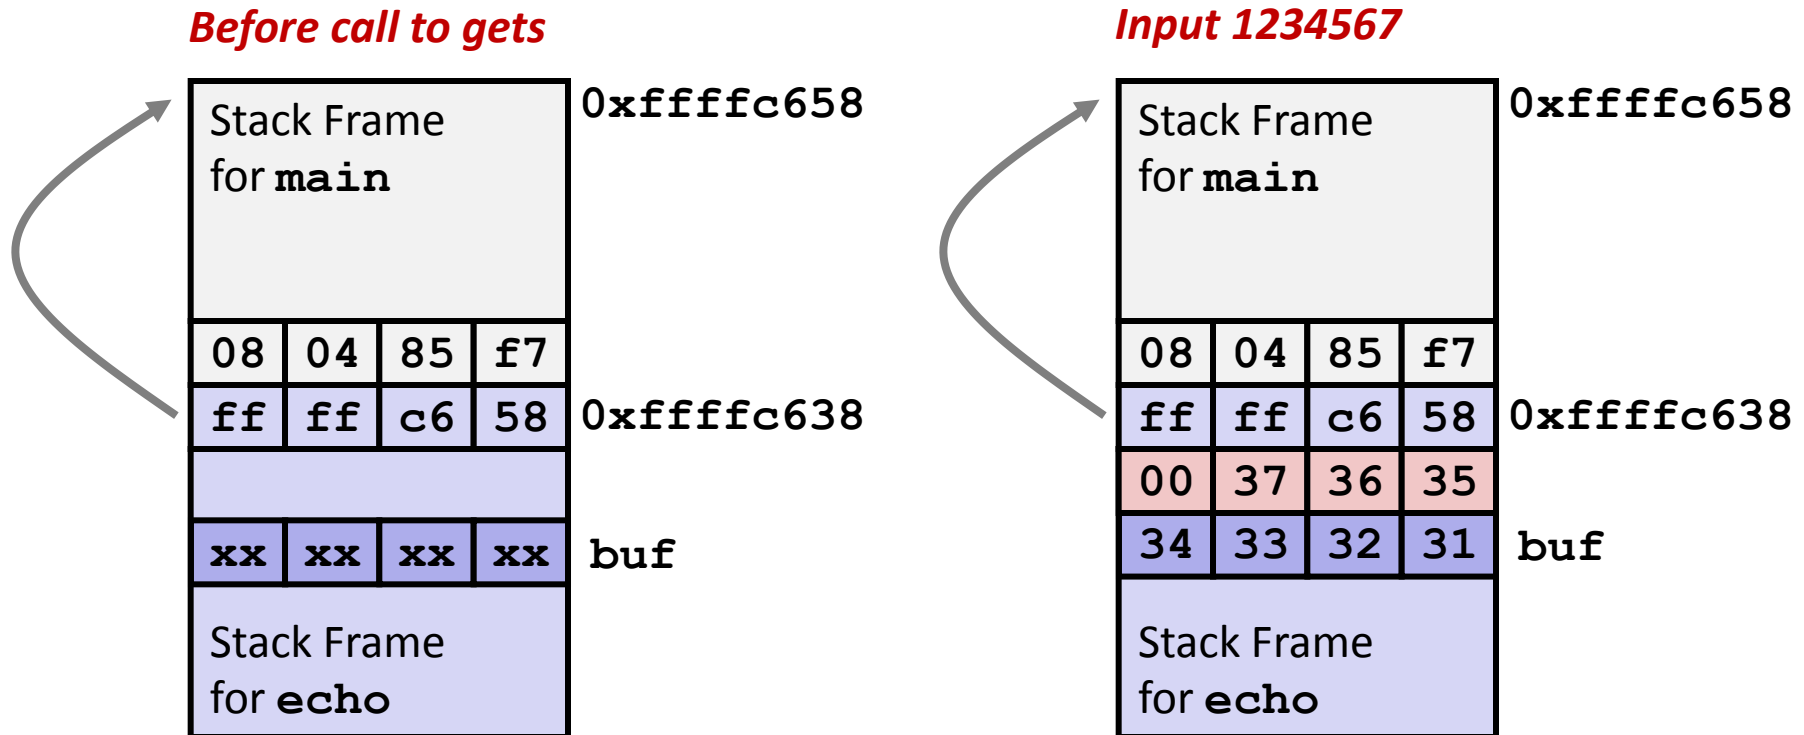 Before call to gets
Stack Frame
for main
0xffffc658
08 04 85 f7
ff ff c6 58 0xffffc638
xx xx xx xx buf
Stack Frame
for echo
Input 1234567
Stack Frame
for main
0xffffc658
08 04 85 f7
ff ff c6 58 0xffffc638
00 37 36 35
34 33 32 31 buf
Stack Frame
for echo